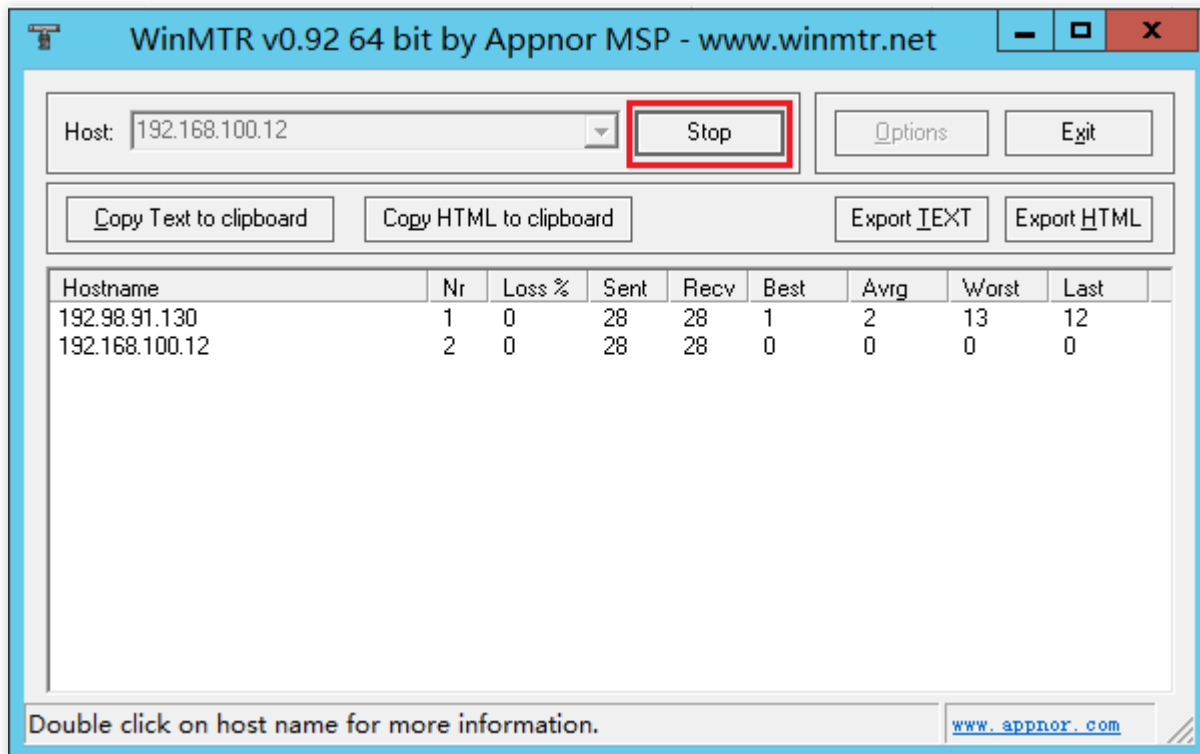 WinMTR v0.92 64 bit by Appnor MSP - www.winmtr.net
Host: 192.168.100.12 Stop Options Exit
Copy Text to clipboard Copy HTML to clipboard Export TEXT Export HTML
Hostname Nr Loss % Sent Recv Best Avrg Worst Last
192.98.91.130 1 0 28 28 1 2 13 12
192.168.100.12 2 0 28 28 0 0 0 0
Double click on host name for more information. www.appnor.com